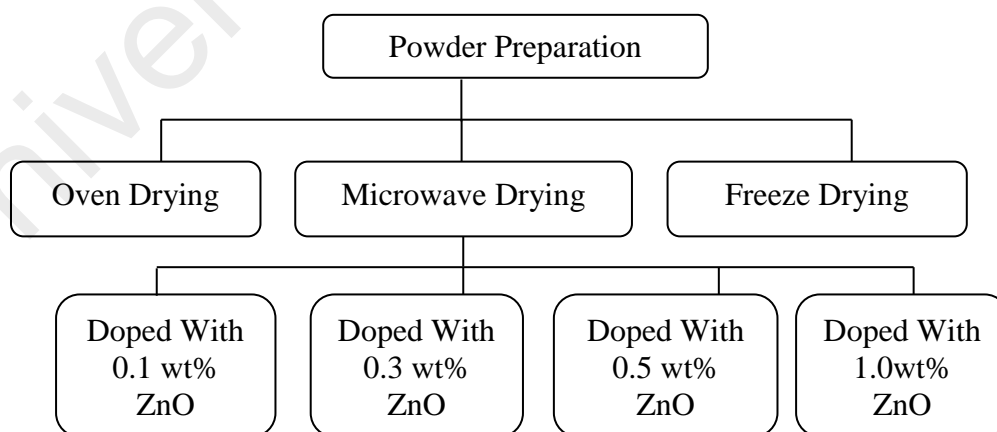 Powder Preparation
Oven Drying
Microwave Drying
Freeze Drying
Doped With
0.1 wt%
ZnO
Doped With
0.3 wt%
ZnO
Doped With
0.5 wt%
ZnO
Doped With
1.0wt%
ZnO